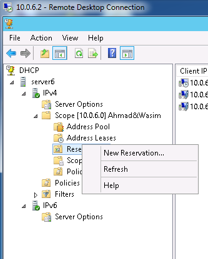 10.0.6.2 - Remote Desktop Connection
File Action View Help
DHCP
server6
IPv4
Server Options
Scope [10.0.6.0] Ahmad&Wasim
Address Pool
Address Leases
Rese
Scop
Polic
Policies
Filters
IPv6
Server Options
New Reservation...
Refresh
Help
Client IP
10.0.6
10.0.6
10.0.6